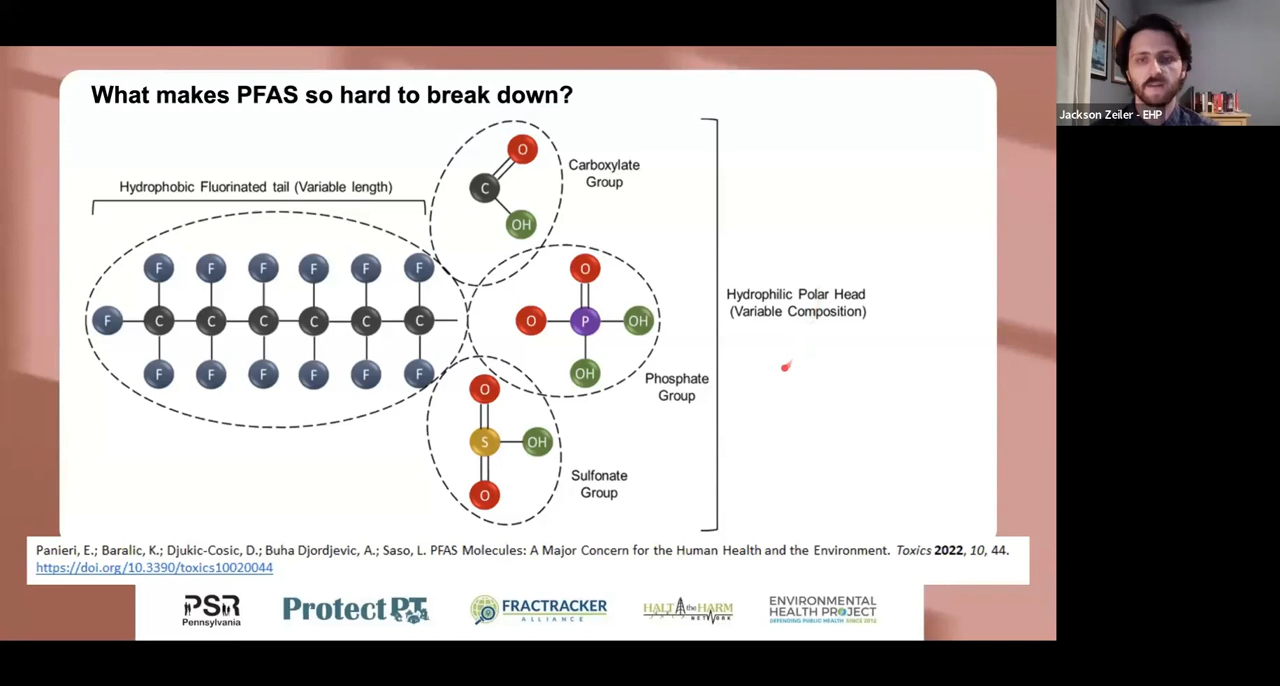 What makes PFAS so hard to break down?
Jackson Zeiler - EHP
Hydrophobic Fluorinated tail (Variable length)
O
C
OH
Carboxylate
Group
F F F F F F
F C C C C C C
F F F F F F
O
O P OH
OH
Phosphate
Group
O
S OH
O
Sulfonate
Group
Hydrophilic Polar Head
(Variable Composition)
Panieri, E.; Baralic, K.; Djukic-Cosic, D.; Buha Djordjevic, A.; Saso, L. PFAS Molecules: A Major Concern for the Human Health and the Environment. Toxics 2022, 10, 44.
https://doi.org/10.3390/toxics10020044
PSR
Pennsylvania
ProtectPT
FRACTRACKER
ALLIANCE
HALT the HARM
NETWORK
ENVIRONMENTAL
HEALTH PROJECT
DEFENDING PUBLIC HEALTH SINCE 2012